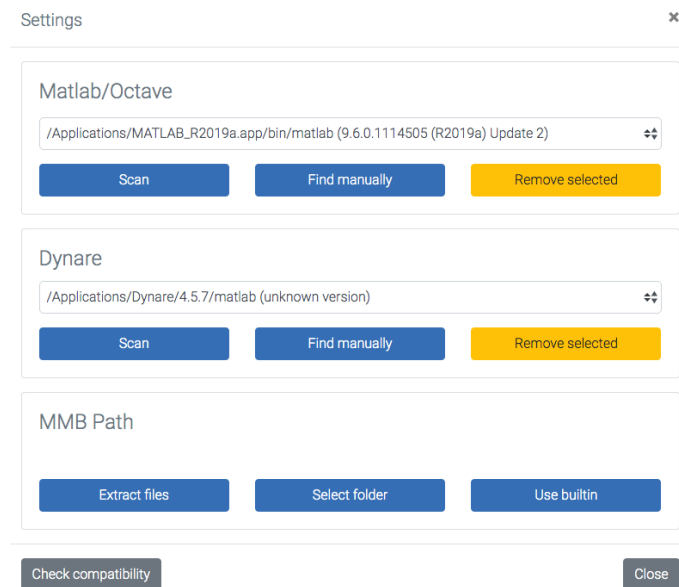 Settings
Matlab/Octave
/Applications/MATLAB_R2019a.app/bin/matlab (9.6.0.1114505 (R2019a) Update 2)
Scan Find manually Remove selected
Dynare
/Applications/Dynare/4.5.7/matlab (unknown version)
Scan Find manually Remove selected
MMB Path
Extract files Select folder Use builtin
Check compatibility Close